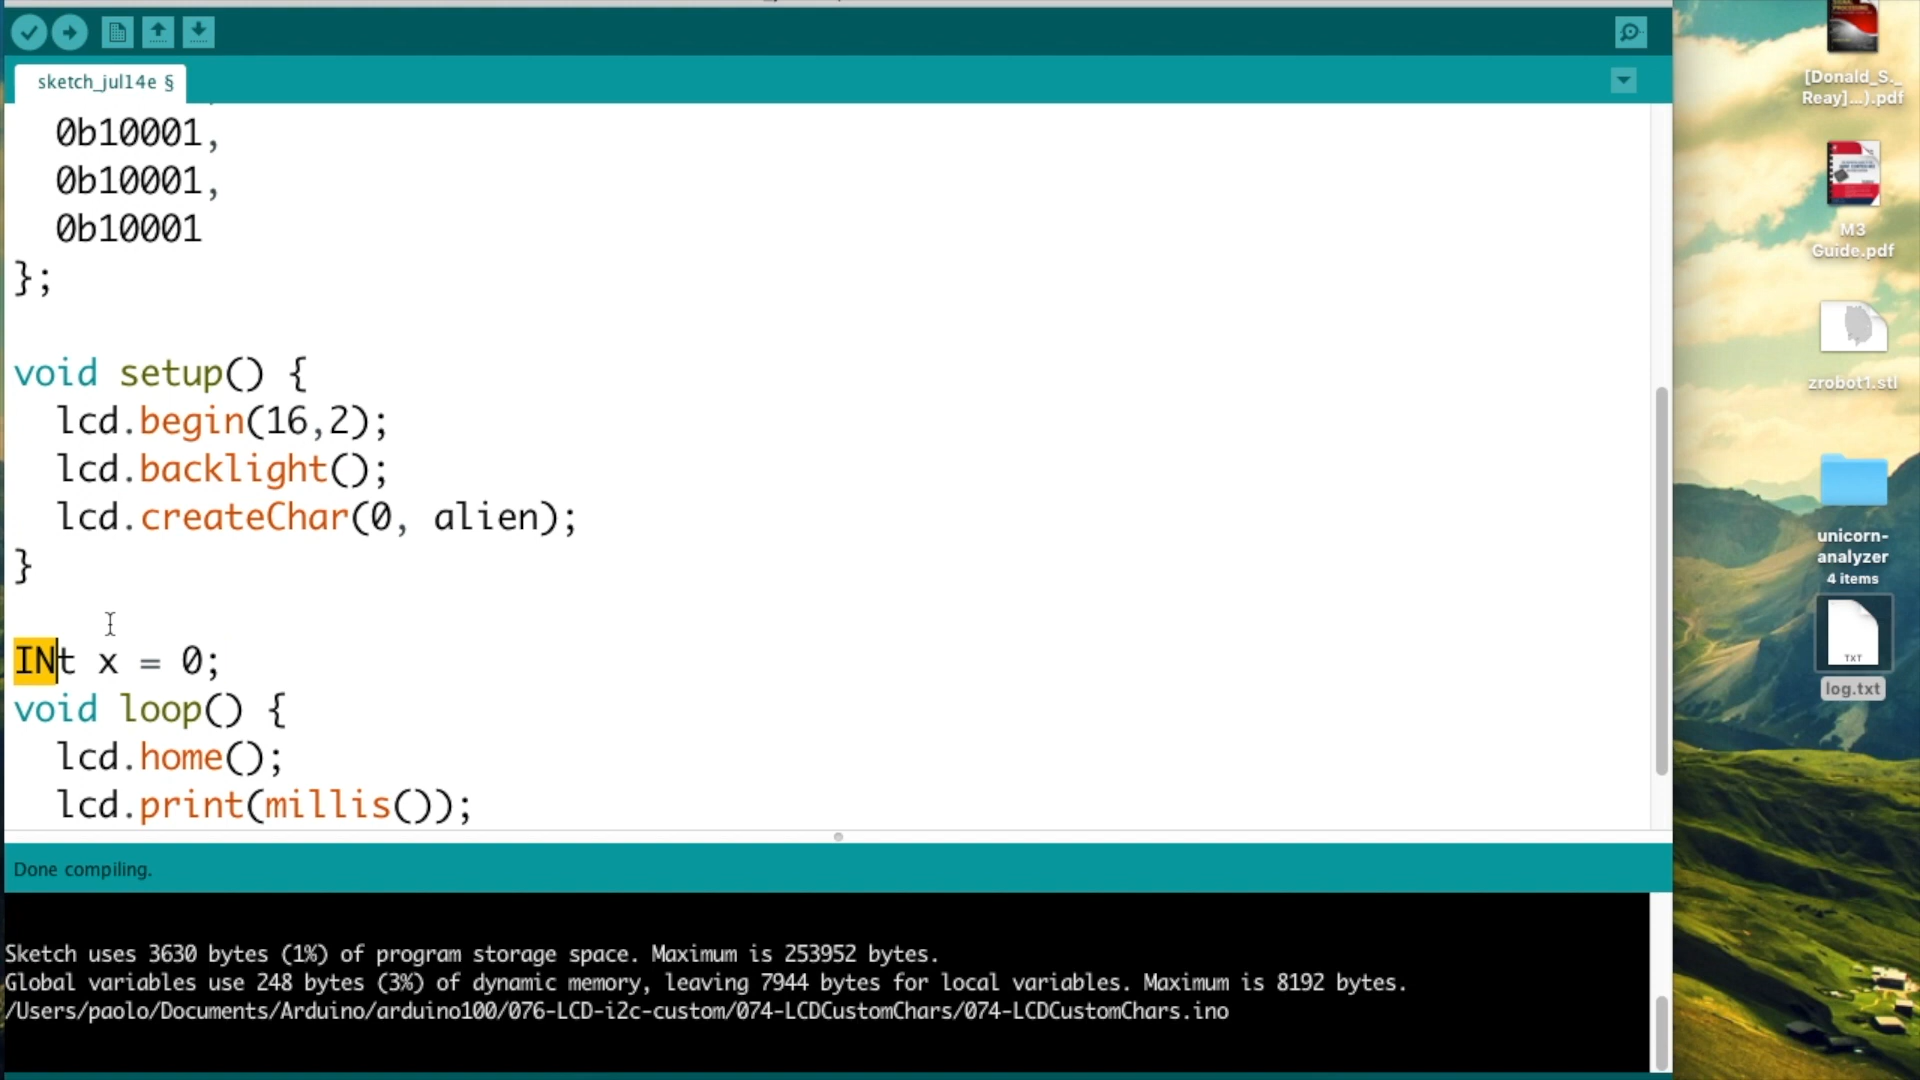 sketch_jul14e §
0b10001,
0b10001,
0b10001
};
void setup() {
lcd.begin(16,2);
lcd.backlight();
lcd.createChar(0, alien);
}
INt x = 0;
void loop() {
lcd.home();
lcd.print(millis());
Done compiling.
Sketch uses 3630 bytes (1%) of program storage space. Maximum is 253952 bytes.
Global variables use 248 bytes (3%) of dynamic memory, leaving 7944 bytes for local variables. Maximum is 8192 bytes.
/Users/paolo/Documents/Arduino/arduino100/076-LCD-i2c-custom/074-LCDCustomChars/074-LCDCustomChars.ino
[Donald_S._
Reay]...).pdf
M3
Guide.pdf
zrobot1.stl
unicorn-
analyzer
4 items
TXT
log.txt